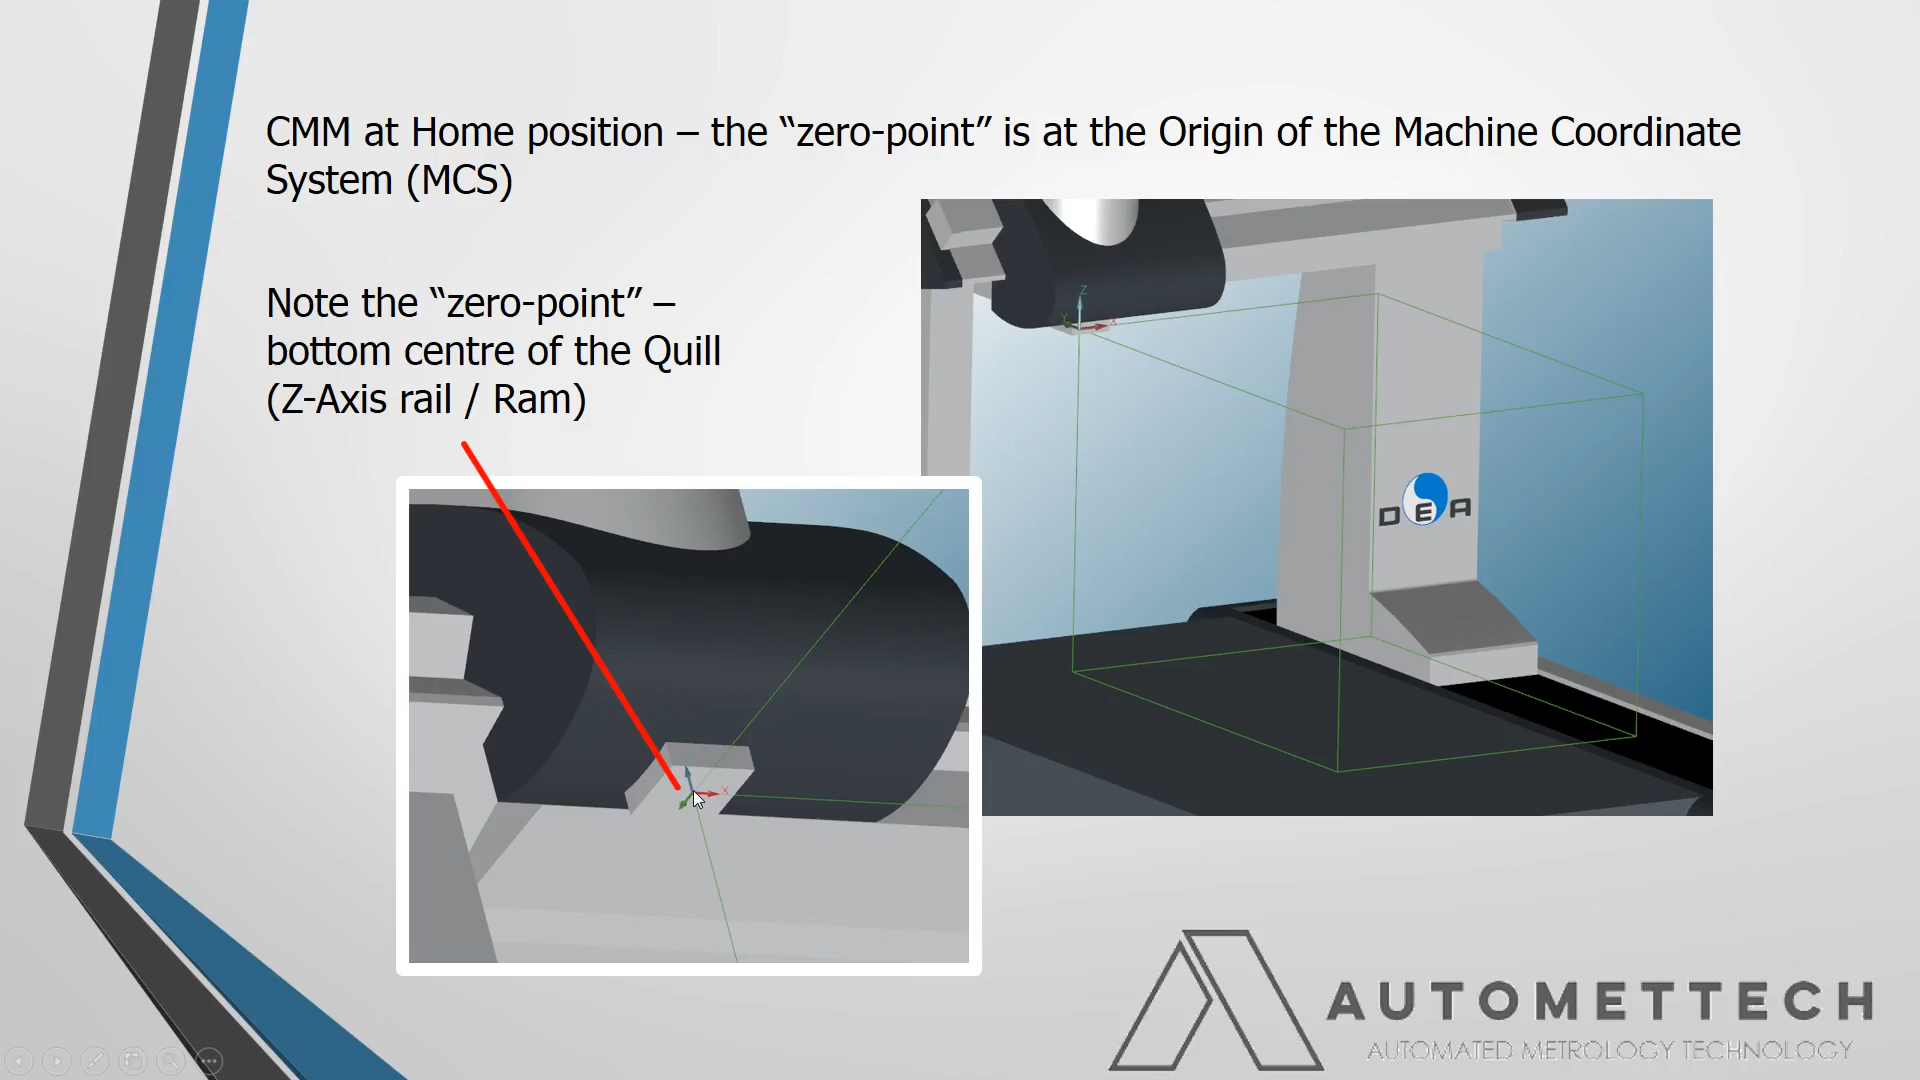 CMM at Home position – the “zero-point” is at the Origin of the Machine Coordinate
System (MCS)
Note the “zero-point” –
bottom centre of the Quill
(Z-Axis rail / Ram)
Z
Y
X
DEA
X
AUTOMETTECH
AUTOMATED METROLOGY TECHNOLOGY